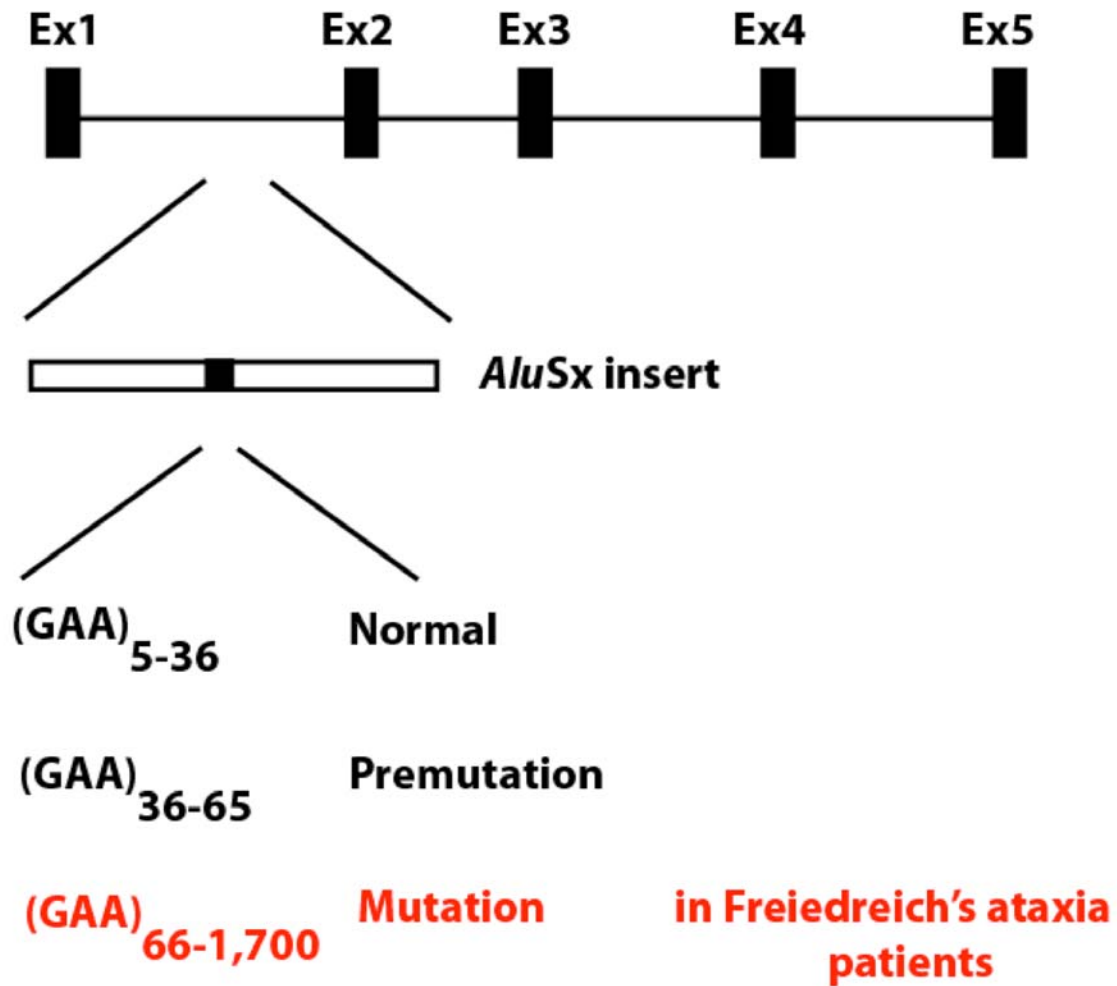 Ex1 Ex2 Ex3 Ex4 Ex5
AluSx insert
(GAA)5-36 Normal
(GAA)36-65 Premutation
(GAA)66-1,700 Mutation in Freiedreich's ataxia
patients